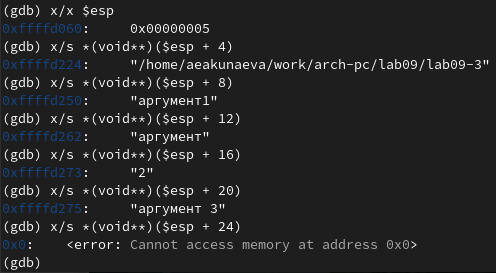 (gdb) x/x $esp
0xffffd060:     0x00000005
(gdb) x/s *(void**)($esp + 4)
0xffffd224:     "/home/aeakunaeva/work/arch-pc/lab09/lab09-3"
(gdb) x/s *(void**)($esp + 8)
0xffffd250:     "аргумент1"
(gdb) x/s *(void**)($esp + 12)
0xffffd262:     "аргумент"
(gdb) x/s *(void**)($esp + 16)
0xffffd273:     "2"
(gdb) x/s *(void**)($esp + 20)
0xffffd275:     "аргумент 3"
(gdb) x/s *(void**)($esp + 24)
0x0:    <error: Cannot access memory at address 0x0>
(gdb)